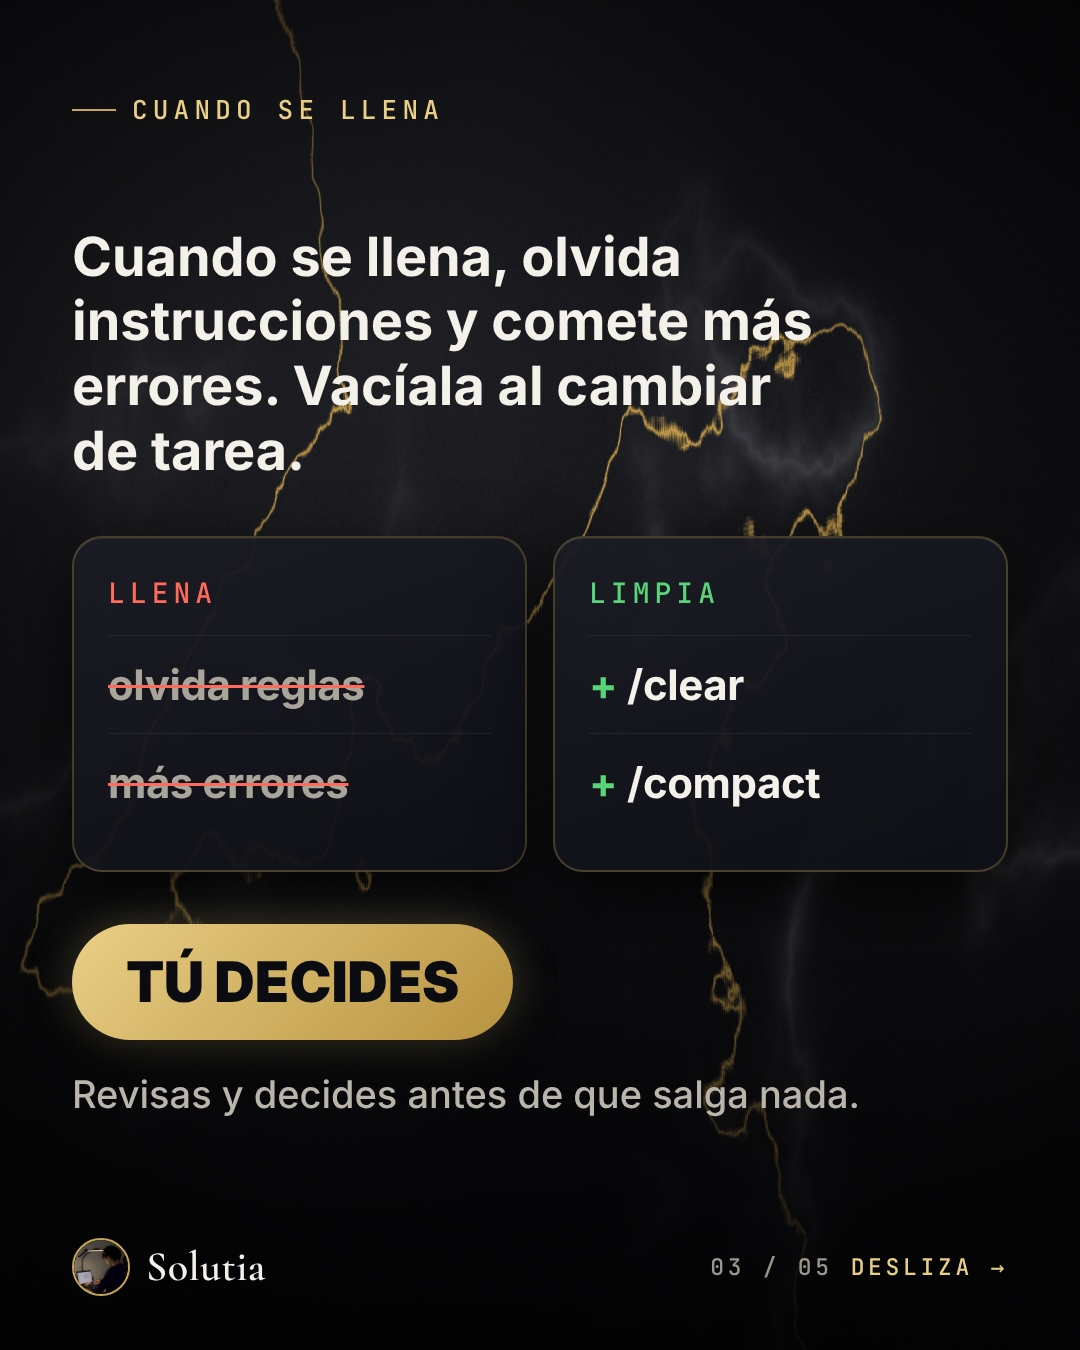 CUANDO SE LLENA
Cuando se llena, olvida
instrucciones y comete más
errores. Vacíala al cambiar
de tarea.
LLENA
olvida reglas
más errores
LIMPIA
+ /clear
+ /compact
TÚ DECIDES
Revisas y decides antes de que salga nada.
Solutia
03 / 05 DESLIZA →